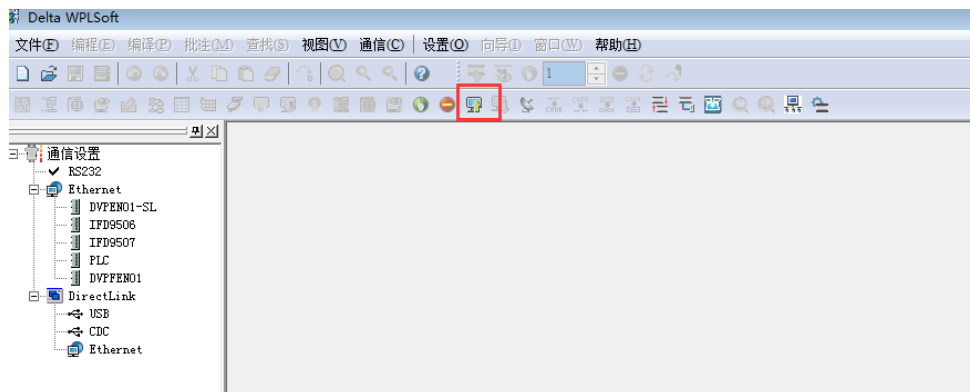 Delta WPLSoft
文件(F) 编程(E) 编译(P) 批注(M) 查找(S) 视图(V) 通信(C) 设置(O) 向导(I) 窗口(W) 帮助(H)
1
通信设置
RS232
Ethernet
DVPEN01-SL
IFD9506
IFD9507
PLC
DVPFEN01
DirectLink
USB
CDC
Ethernet